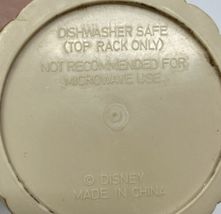 DISHWASHER SAFE
(TOP RACK ONLY)
NOT RECOMMENDED FOR
MICROWAVE USE
© DISNEY
MADE IN CHINA